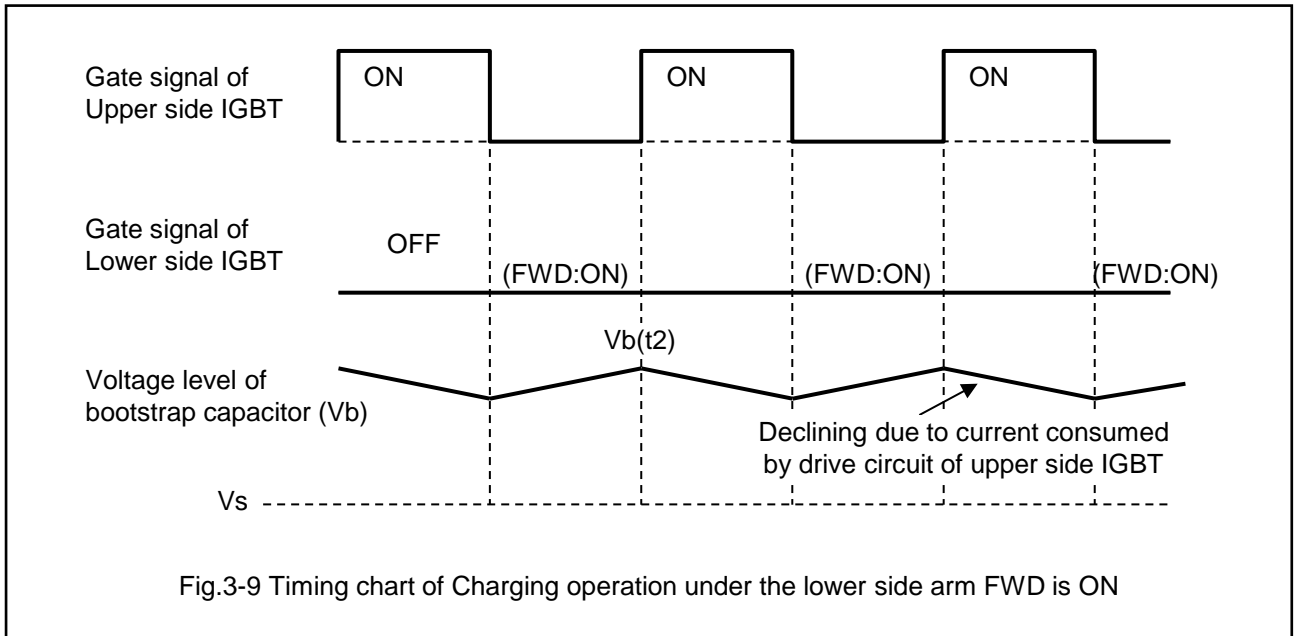 Gate signal of
Upper side IGBT
ON
ON
ON
Gate signal of
Lower side IGBT
OFF
(FWD:ON)
(FWD:ON)
(FWD:ON)
Vb(t2)
Voltage level of
bootstrap capacitor (Vb)
Declining due to current consumed
by drive circuit of upper side IGBT
Vs
Fig.3-9 Timing chart of Charging operation under the lower side arm FWD is ON